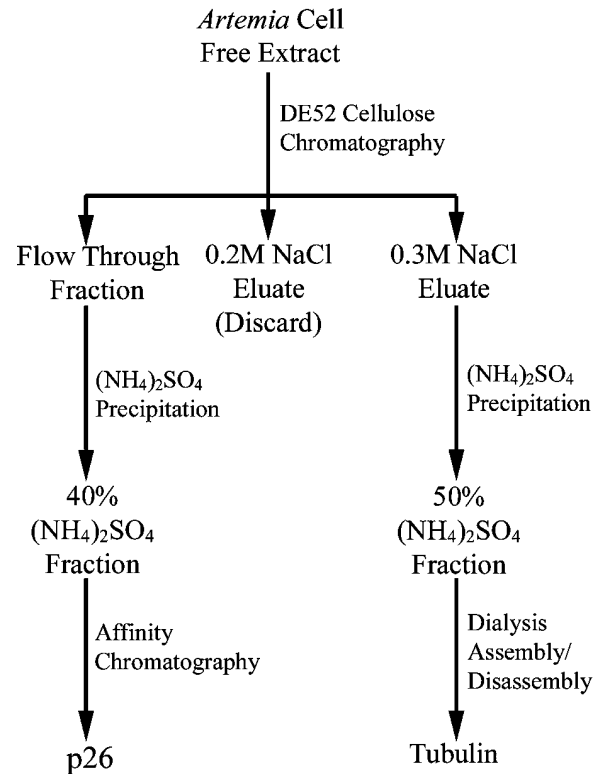 Artemia Cell
Free Extract
DE52 Cellulose
Chromatography
Flow Through
Fraction
0.2M NaCl
Eluate
(Discard)
0.3M NaCl
Eluate
(NH₄)₂SO₄
Precipitation
(NH₄)₂SO₄
Precipitation
40%
(NH₄)₂SO₄
Fraction
50%
(NH₄)₂SO₄
Fraction
Affinity
Chromatography
Dialysis
Assembly/
Disassembly
p26
Tubulin